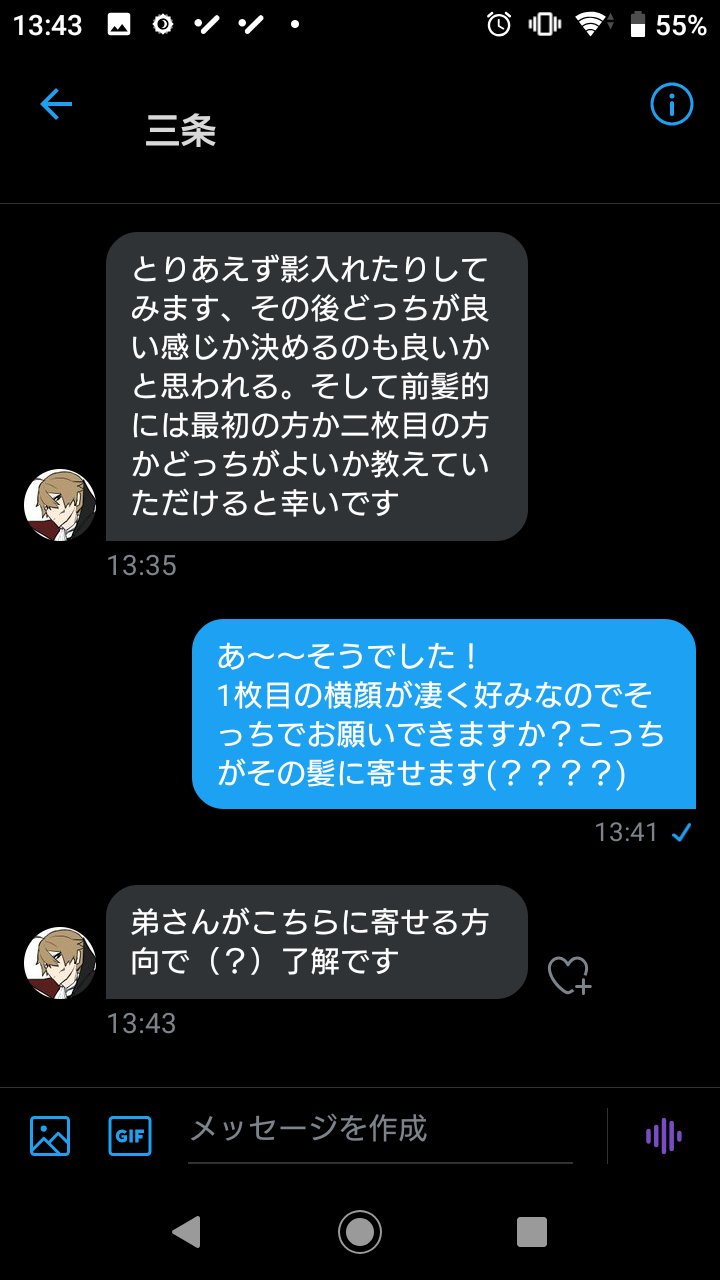 13:43
55%
三条
とりあえず影入れたりして
みます、その後どっちが良
い感じか決めるのも良いか
と思われる。そして前髪的
には最初の方か二枚目の方
かどっちがよいか教えてい
ただけると幸いです
13:35
あ〜〜そうでした！
1枚目の横顔が凄く好みなのでそ
っちでお願いできますか？こっち
がその髪に寄せます(？？？？)
13:41
弟さんがこちらに寄せる方
向で（？）了解です
13:43
GIF
メッセージを作成